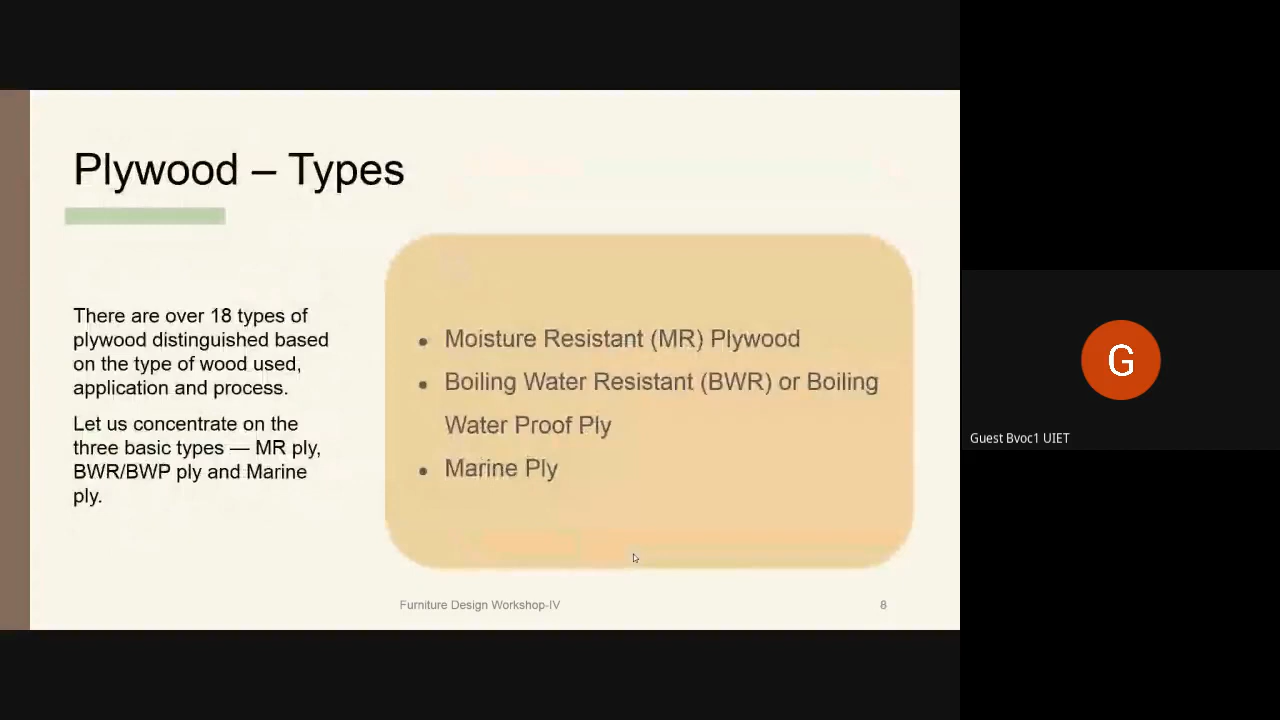 Plywood – Types
There are over 18 types of
plywood distinguished based
on the type of wood used,
application and process.
Let us concentrate on the
three basic types — MR ply,
BWR/BWP ply and Marine
ply.
• Moisture Resistant (MR) Plywood
• Boiling Water Resistant (BWR) or Boiling
Water Proof Ply
• Marine Ply
Furniture Design Workshop-IV
8
G
Guest Bvoc1 UIET